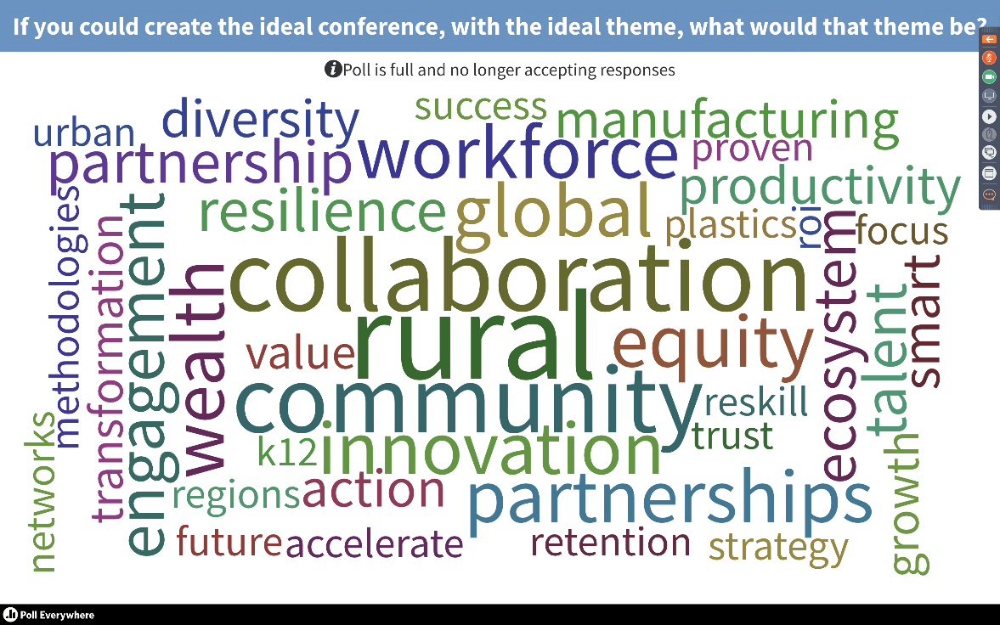 If you could create the ideal conference, with the ideal theme, what would that theme be?
Poll is full and no longer accepting responses
success
diversity
manufacturing
urban
workforce
proven
partnership
productivity
resilience
global
plastics
roi
focus
methodologies
transformation
engagement
wealth
collaboration
ecosystem
talent
smart
value
rural
equity
community
reskill
trust
k12
innovation
networks
regions
action
partnerships
growth
future
accelerate
retention
strategy
Poll Everywhere